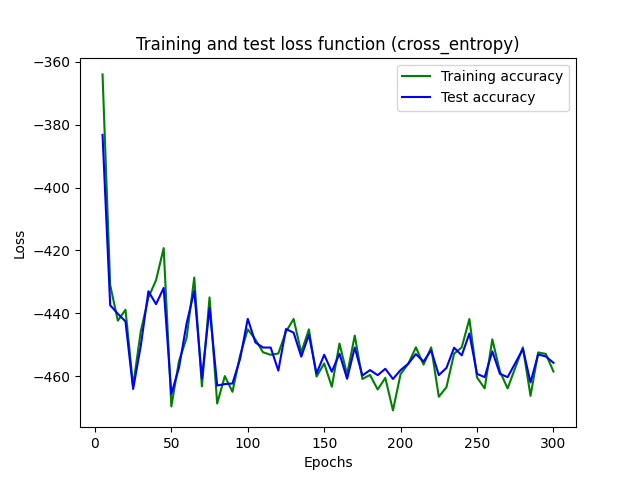 Training and test loss function (cross_entropy)
Training accuracy
Test accuracy
Loss
−360
−380
−400
−420
−440
−460
0
50
100
150
200
250
300
Epochs